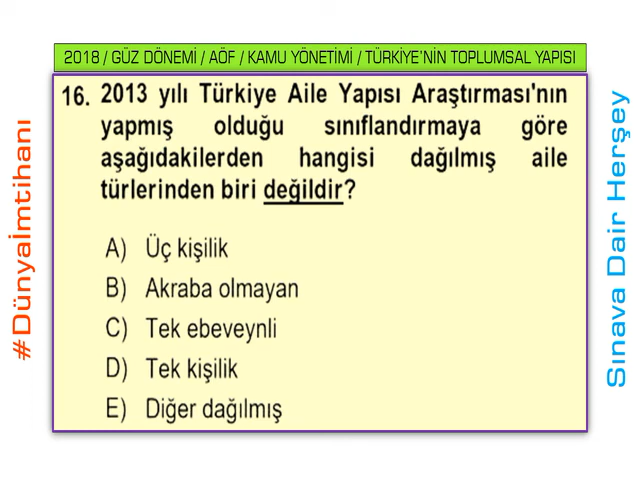 2018 / GÜZ DÖNEMİ / AÖF / KAMU YÖNETİMİ / TÜRKİYE'NİN TOPLUMSAL YAPISI
16. 2013 yılı Türkiye Aile Yapısı Araştırması'nın
yapmış olduğu sınıflandırmaya göre
aşağıdakilerden hangisi dağılmış aile
türlerinden biri değildir?
A) Üç kişilik
B) Akraba olmayan
C) Tek ebeveynli
D) Tek kişilik
E) Diğer dağılmış
#Dünyaİmtihanı
Sınava Dair Herşey